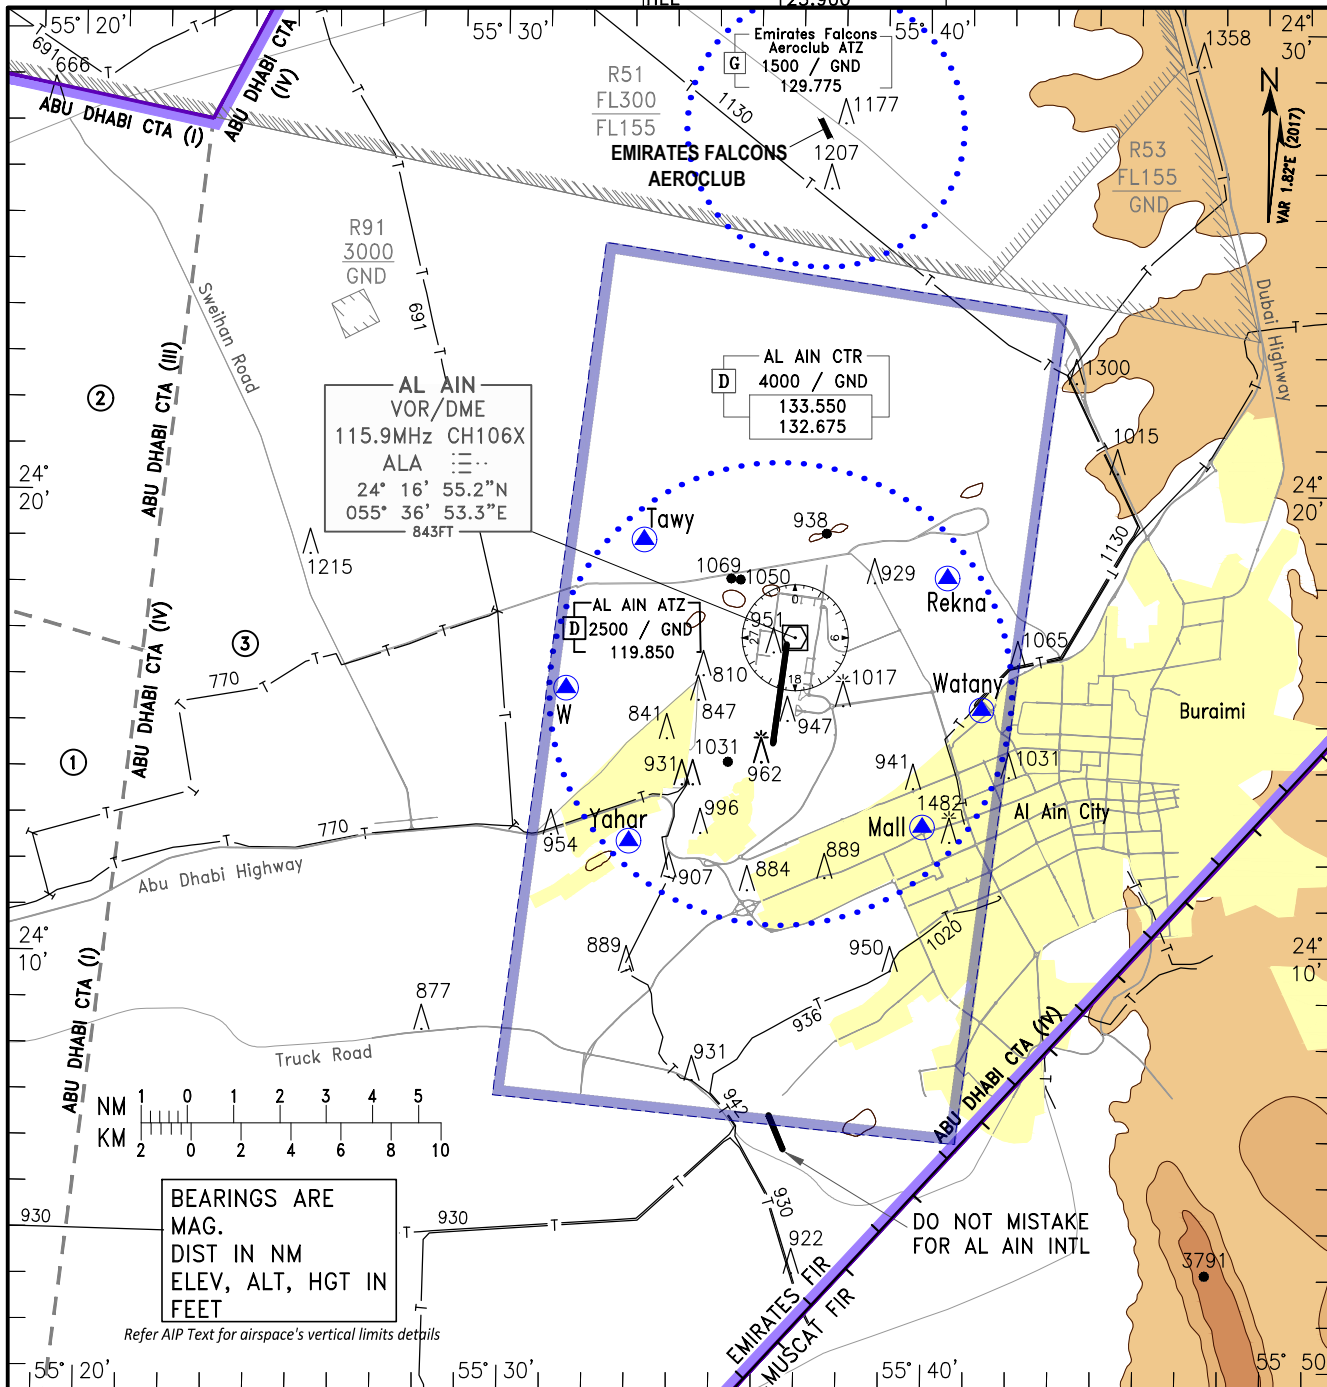 123.900
55° 20'
55° 30'
55° 40'
24°
30'
691
666
ABU DHABI CTA (I)
ABU DHABI CTA
(IV)
R51
FL300
FL155
Emirates Falcons
Aeroclub ATZ
G
1500 / GND
129.775
1130
1177
1207
EMIRATES FALCONS
AEROCLUB
1358
N
VAR 1.82°E (2017)
R53
FL155
GND
R91
3000
GND
Sweihan Road
691
Dubai Highway
AL AIN CTR
D
4000 / GND
133.550
132.675
1300
1015
2
ABU DHABI CTA (III)
AL AIN
VOR/DME
115.9MHz CH106X
ALA
24° 16' 55.2"N
055° 36' 53.3"E
843FT
24°
20'
24°
20'
1215
Tawy
938
1069
1050
929
Rekna
1130
AL AIN ATZ
D
2500 / GND
119.850
951
0
9
18
27
1065
ABU DHABI CTA (IV)
3
770
810
847
1017
Watany
W
841
947
Buraimi
1
931
1031
962
941
1031
1482
996
770
Yahar
Mall
Al Ain City
954
907
884
889
Abu Dhabi Highway
889
950
1020
24°
10'
24°
10'
ABU DHABI CTA (I)
877
936
Truck Road
931
942
ABU DHABI CTA (IV)
NM 1 0 1 2 3 4 5
KM 2 0 2 4 6 8 10
BEARINGS ARE
MAG.
DIST IN NM
ELEV, ALT, HGT IN
FEET
930
930
930
922
DO NOT MISTAKE
FOR AL AIN INTL
3791
EMIRATES FIR
MUSCAT FIR
Refer AIP Text for airspace's vertical limits details
55° 20'
55° 30'
55° 40'
55° 50